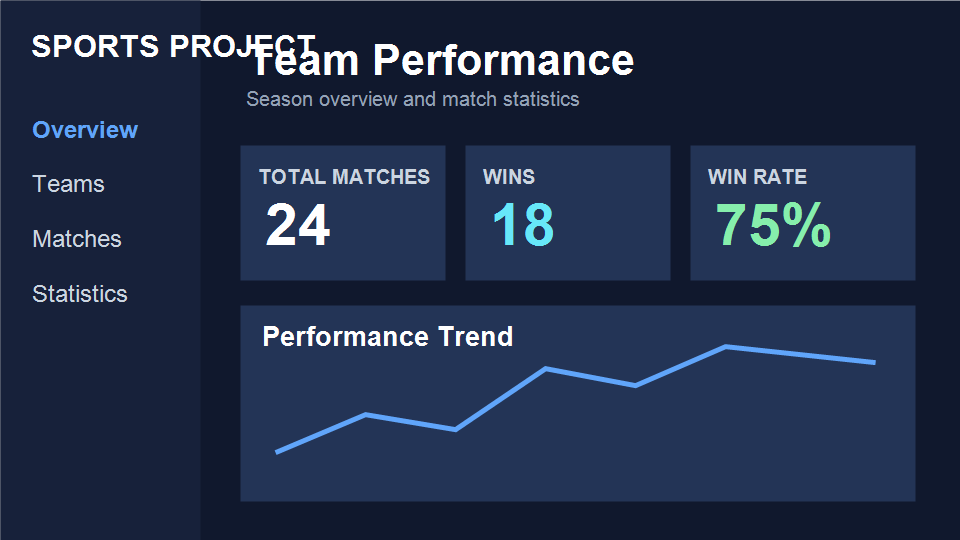 SPORTS PROJECT
Team Performance
Season overview and match statistics
Overview
Teams
Matches
Statistics
TOTAL MATCHES
24
WINS
18
WIN RATE
75%
Performance Trend